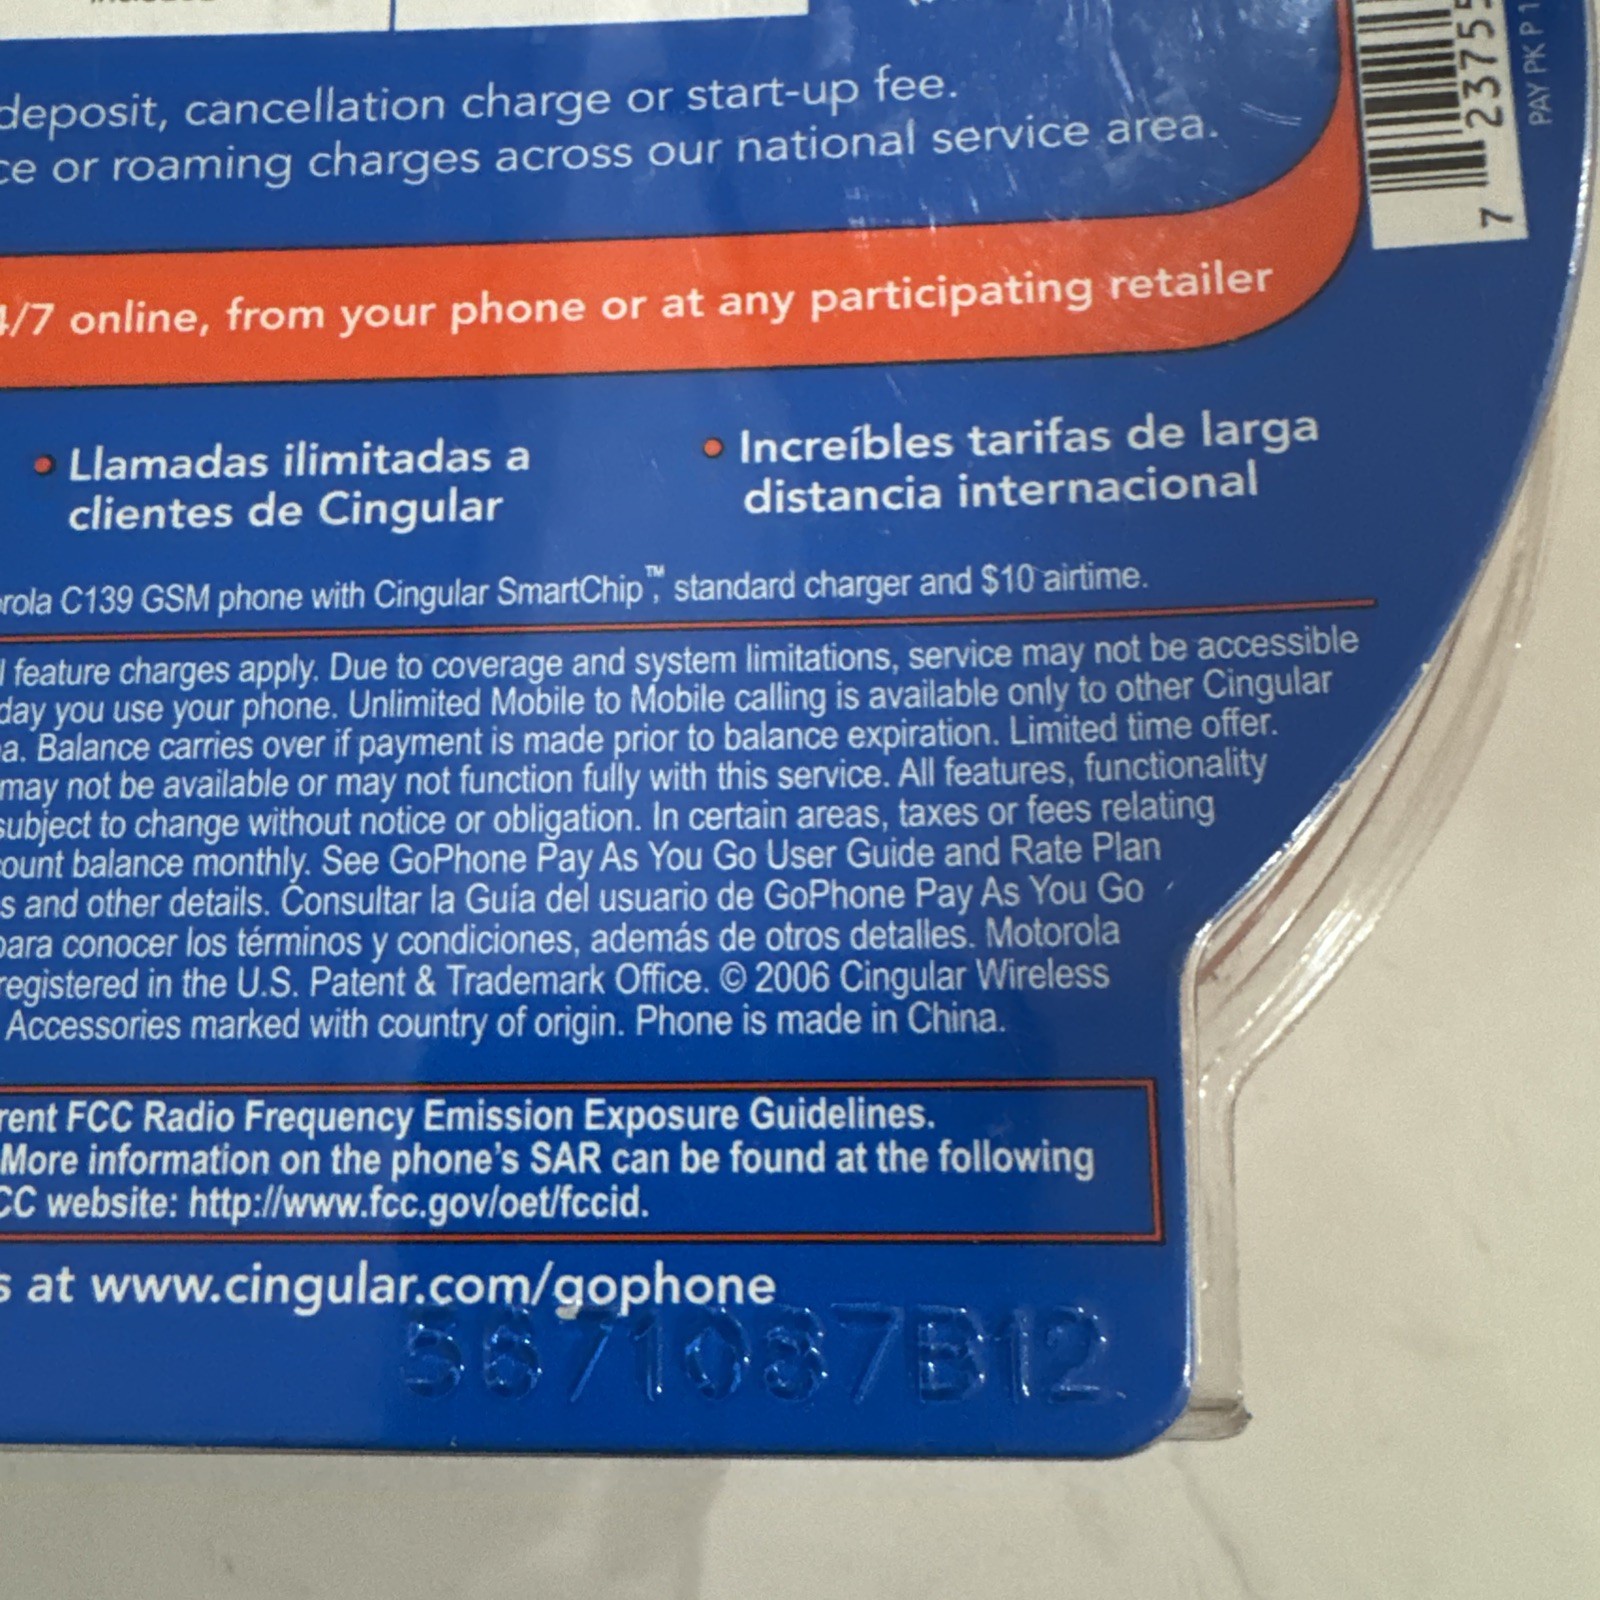 deposit, cancellation charge or start-up fee.
or roaming charges across our national service area.
/7 online, from your phone or at any participating retailer
• Llamadas ilimitadas a
clientes de Cingular
• Increíbles tarifas de larga
distancia internacional
rola C139 GSM phone with Cingular SmartChip™, standard charger and $10 airtime.
feature charges apply. Due to coverage and system limitations, service may not be accessible
day you use your phone. Unlimited Mobile to Mobile calling is available only to other Cingular
a. Balance carries over if payment is made prior to balance expiration. Limited time offer.
may not be available or may not function fully with this service. All features, functionality
subject to change without notice or obligation. In certain areas, taxes or fees relating
ount balance monthly. See GoPhone Pay As You Go User Guide and Rate Plan
s and other details. Consultar la Guía del usuario de GoPhone Pay As You Go
para conocer los términos y condiciones, además de otros detalles. Motorola
registered in the U.S. Patent & Trademark Office. © 2006 Cingular Wireless
Accessories marked with country of origin. Phone is made in China.
rent FCC Radio Frequency Emission Exposure Guidelines.
More information on the phone's SAR can be found at the following
CC website: http://www.fcc.gov/oet/fccid.
s at www.cingular.com/gophone
5671087B12
7 23755
PAY PK P 1